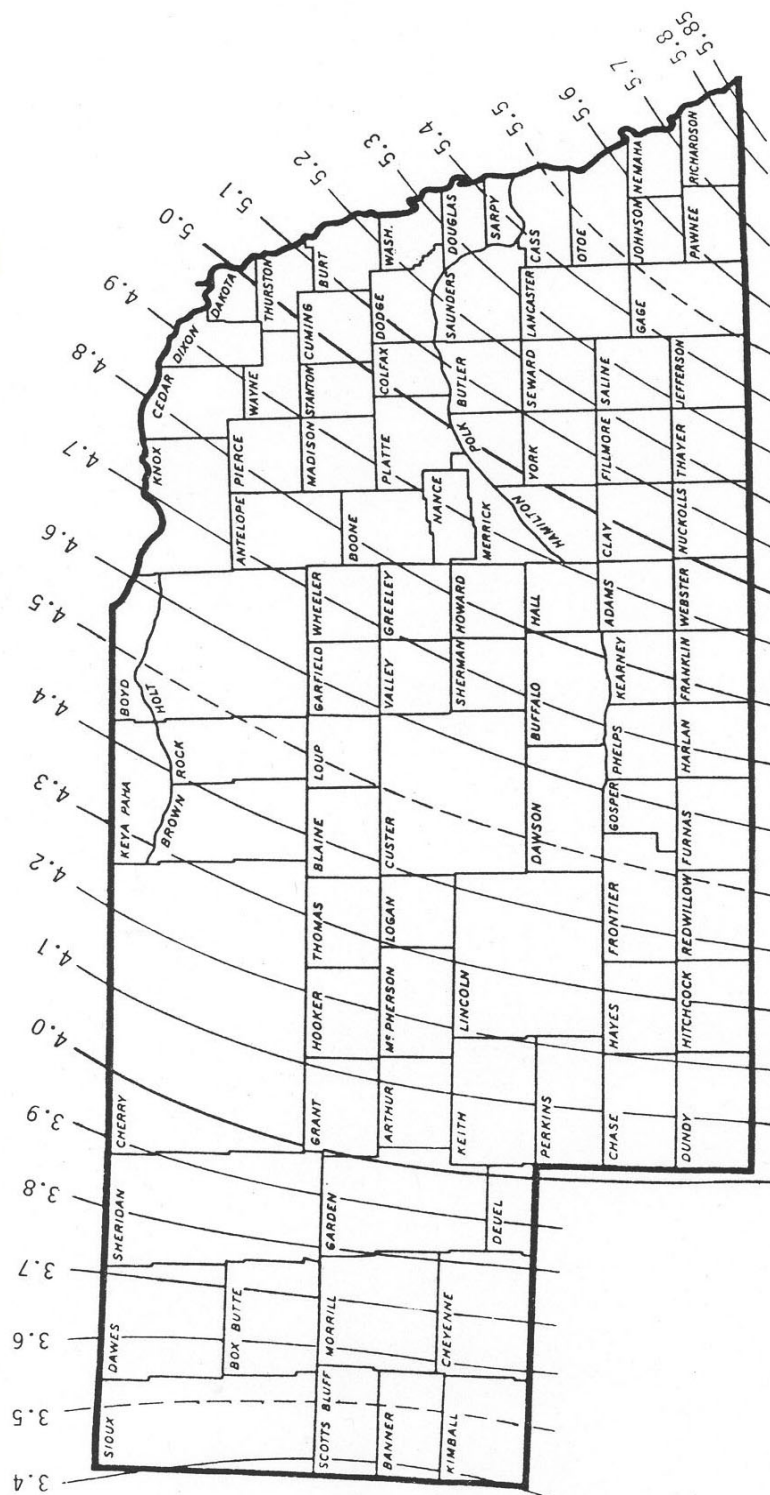 3.4
3.5
3.6
3.7
3.8
3.9
4.0
4.1
4.2
4.3
4.4
4.5
4.6
4.7
4.8
4.9
5.0
5.1
5.2
5.3
5.4
5.5
5.6
5.7
5.8
5.85
SIOUX
DAWES
SHERIDAN
CHERRY
KEYA PAHA
BOYD
BROWN
ROCK
HOLT
KNOX
CEDAR
DIXON
DAKOTA
BOX BUTTE
ANTELOPE
PIERCE
WAYNE
THURSTON
SCOTTS BLUFF
MORRILL
GARDEN
GRANT
HOOKER
THOMAS
BLAINE
LOUP
GARFIELD
WHEELER
BOONE
MADISON
STANTON
CUMING
BURT
BANNER
ARTHUR
McPHERSON
LOGAN
CUSTER
VALLEY
GREELEY
NANCE
PLATTE
COLFAX
DODGE
WASH.
KIMBALL
CHEYENNE
DEUEL
KEITH
LINCOLN
SHERMAN
HOWARD
MERRICK
POLK
BUTLER
SAUNDERS
DOUGLAS
SARPY
PERKINS
DAWSON
BUFFALO
HALL
HAMILTON
YORK
SEWARD
LANCASTER
CASS
OTOE
CHASE
HAYES
FRONTIER
GOSPER
PHELPS
KEARNEY
ADAMS
CLAY
FILLMORE
SALINE
GAGE
JOHNSON
NEMAHA
DUNDY
HITCHCOCK
REDWILLOW
FURNAS
HARLAN
FRANKLIN
WEBSTER
NUCKOLLS
THAYER
JEFFERSON
PAWNEE
RICHARDSON